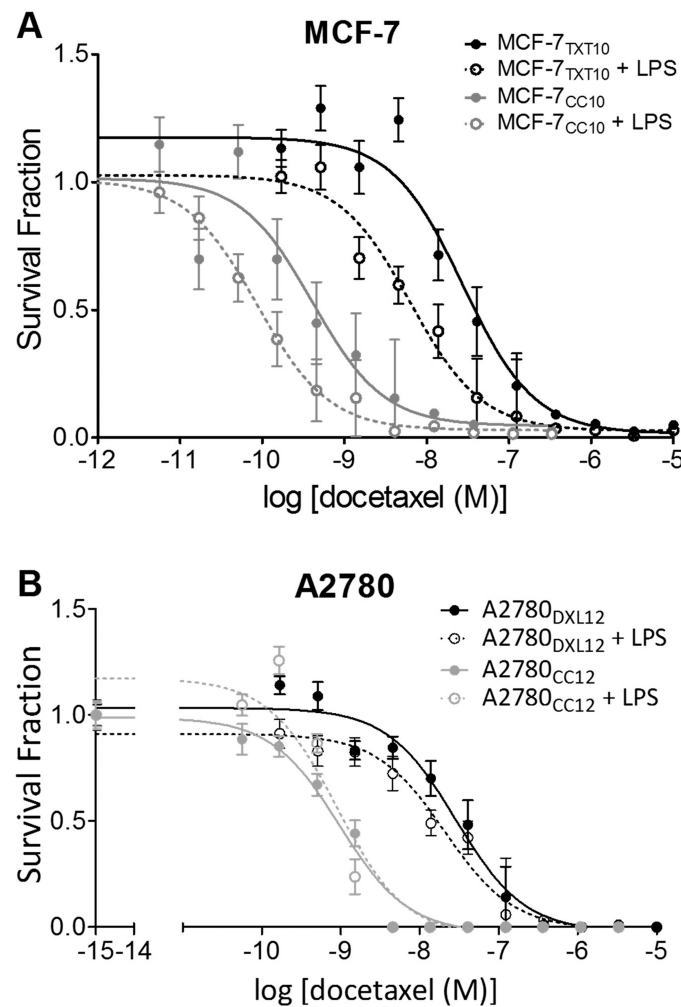 A
MCF-7
MCF-7TXT10
MCF-7TXT10 + LPS
MCF-7CC10
MCF-7CC10 + LPS
1.5
1.0
0.5
0.0
Survival Fraction
-12 -11 -10 -9 -8 -7 -6 -5
log [docetaxel (M)]
B
A2780
A2780DXL12
A2780DXL12 + LPS
A2780CC12
A2780CC12 + LPS
1.5
1.0
0.5
0.0
Survival Fraction
-15 -14 -10 -9 -8 -7 -6 -5
log [docetaxel (M)]